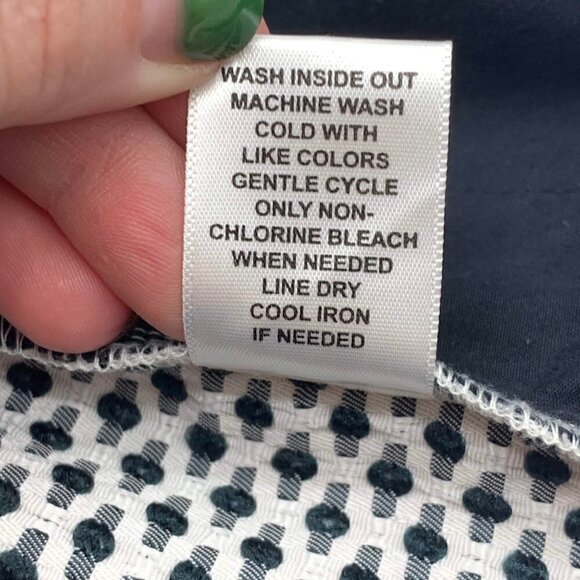 WASH INSIDE OUT
MACHINE WASH
COLD WITH
LIKE COLORS
GENTLE CYCLE
ONLY NON-
CHLORINE BLEACH
WHEN NEEDED
LINE DRY
COOL IRON
IF NEEDED